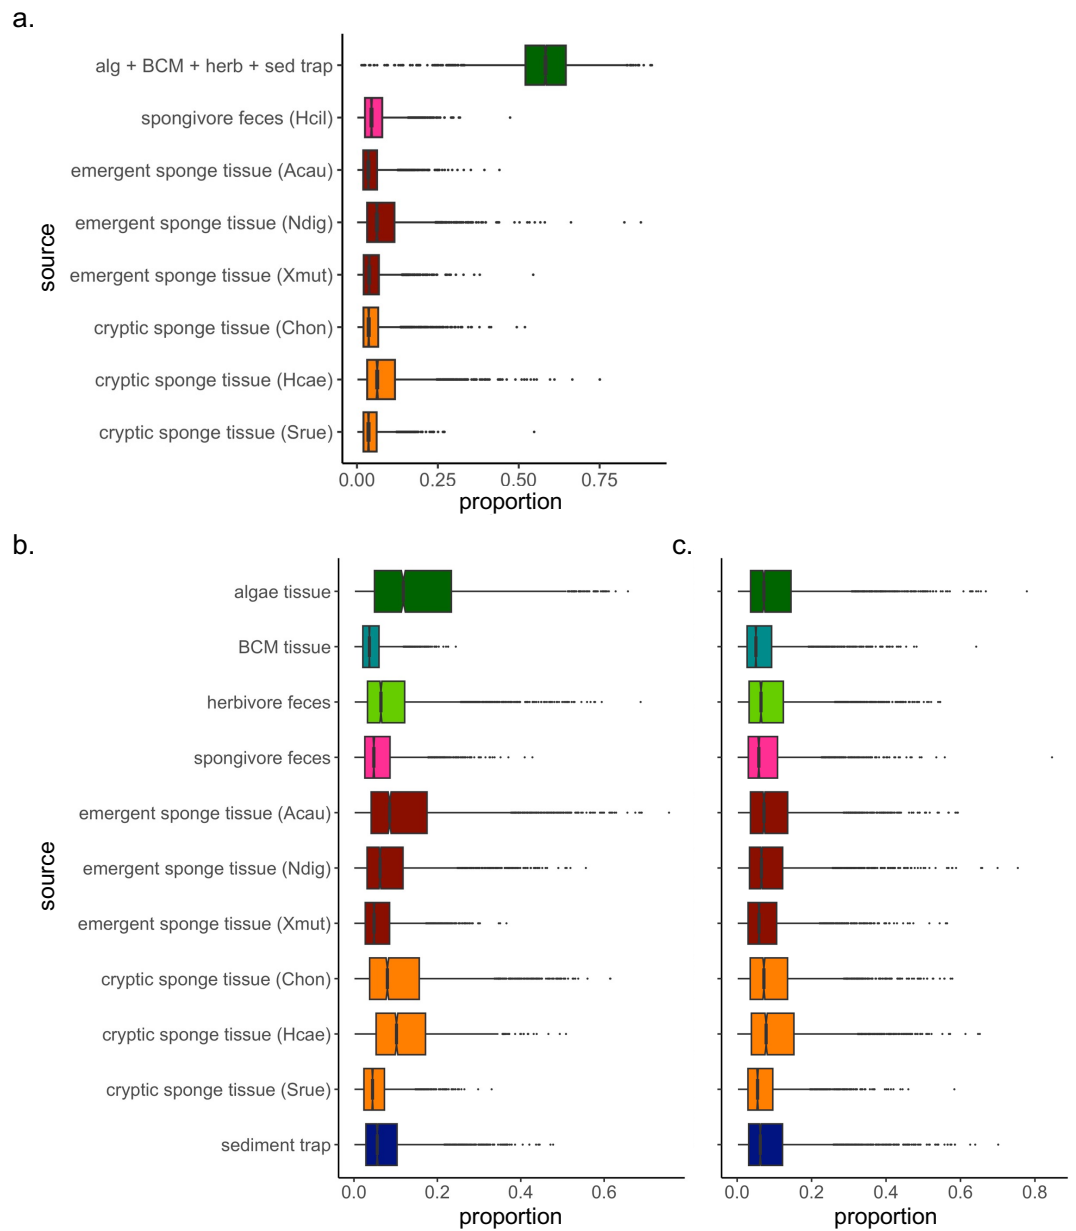 a.
alg + BCM + herb + sed trap
spongivore feces (Hcil)
emergent sponge tissue (Acau)
emergent sponge tissue (Ndig)
emergent sponge tissue (Xmut)
cryptic sponge tissue (Chon)
cryptic sponge tissue (Hcae)
cryptic sponge tissue (Srue)
source
0.00 0.25 0.50 0.75
proportion
b.
algae tissue
BCM tissue
herbivore feces
spongivore feces
emergent sponge tissue (Acau)
emergent sponge tissue (Ndig)
emergent sponge tissue (Xmut)
cryptic sponge tissue (Chon)
cryptic sponge tissue (Hcae)
cryptic sponge tissue (Srue)
sediment trap
source
0.0 0.2 0.4 0.6
proportion
c.
0.0 0.2 0.4 0.6 0.8
proportion